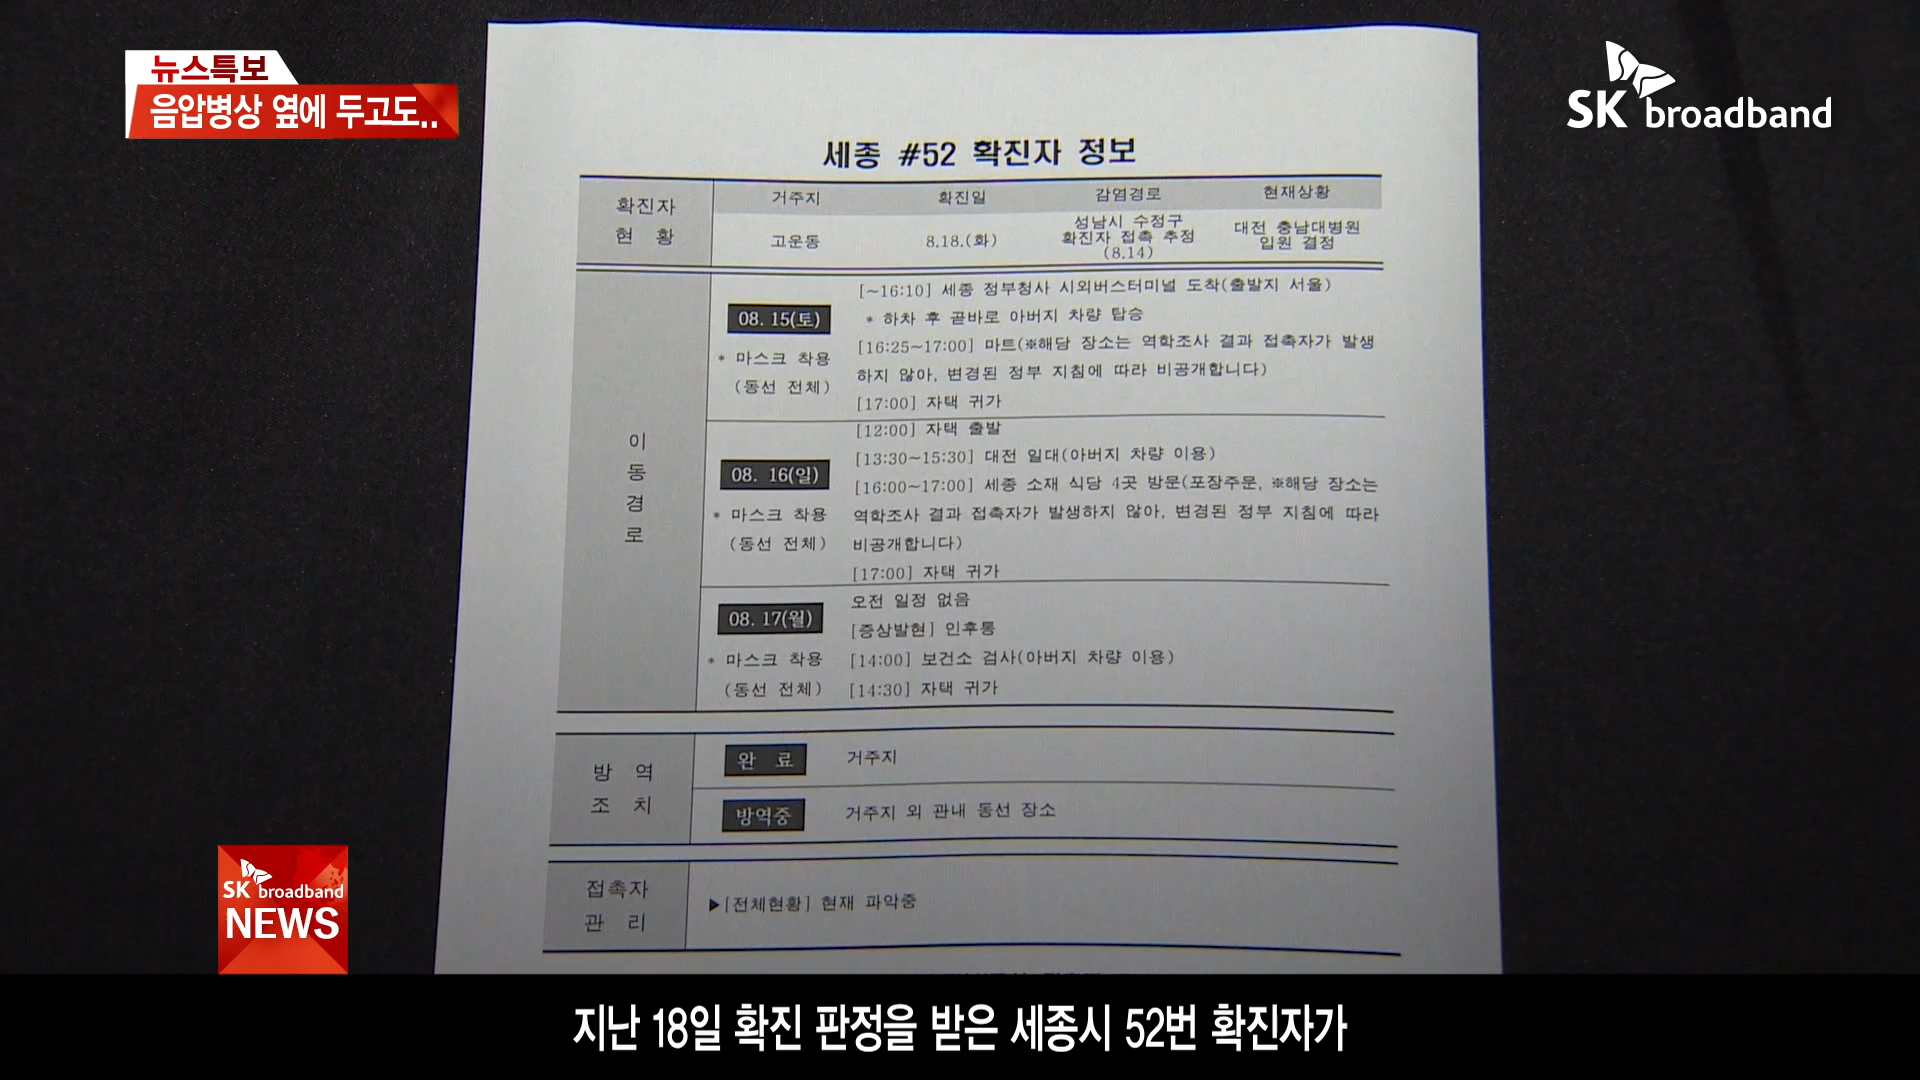 뉴스특보
음압병상 옆에 두고도..
SK broadband
세종 #52 확진자 정보
확진자
현 황
거주지 확진일 감염경로 현재상황
고운동 8.18.(화) 성남시 수정구
확진자 접촉 추정
(8.14)
대전 충남대병원
입원 결정
이
동
경
로
08. 15(토)
* 마스크 착용
(동선 전체)
[~16:10] 세종 정부청사 시외버스터미널 도착(출발지 서울)
* 하차 후 곧바로 아버지 차량 탑승
[16:25~17:00] 마트(※해당 장소는 역학조사 결과 접촉자가 발생
하지 않아, 변경된 정부 지침에 따라 비공개합니다)
[17:00] 자택 귀가
08. 16(일)
* 마스크 착용
(동선 전체)
[12:00] 자택 출발
[13:30~15:30] 대전 일대(아버지 차량 이용)
[16:00~17:00] 세종 소재 식당 4곳 방문(포장주문, ※해당 장소는
역학조사 결과 접촉자가 발생하지 않아, 변경된 정부 지침에 따라
비공개합니다)
[17:00] 자택 귀가
08. 17(월)
* 마스크 착용
(동선 전체)
오전 일정 없음
[증상발현] 인후통
[14:00] 보건소 검사(아버지 차량 이용)
[14:30] 자택 귀가
방 역
조 치
완 료 거주지
방역중 거주지 외 관내 동선 장소
접촉자
관 리
▶[전체현황] 현재 파악중
SK broadband
NEWS
지난 18일 확진 판정을 받은 세종시 52번 확진자가